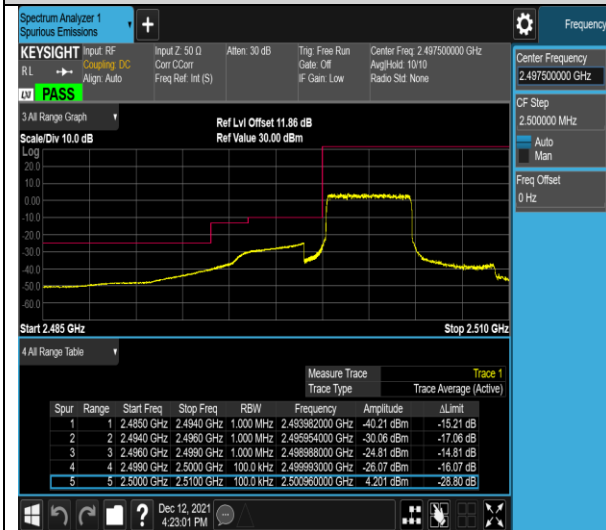 Spectrum Analyzer 1
Spurious Emissions
Frequency
KEYSIGHT Input: RF Input Z: 50 Ω Atten: 30 dB Trig: Free Run Center Freq: 2.497500000 GHz
RL Coupling: DC Corr CCorr Gate: Off Avg|Hold: 10/10
Align: Auto Freq Ref: Int (S) IF Gain: Low Radio Std: None
LXI PASS
Center Frequency
2.497500000 GHz
CF Step
2.500000 MHz
Auto
Man
Freq Offset
0 Hz
3 All Range Graph
Ref Lvl Offset 11.86 dB
Scale/Div 10.0 dB Ref Value 30.00 dBm
Log
20.0
10.0
0.00
-10.0
-20.0
-30.0
-40.0
-50.0
-60.0
Start 2.485 GHz Stop 2.510 GHz
4 All Range Table
Measure Trace Trace 1
Trace Type Trace Average (Active)
Spur Range Start Freq Stop Freq RBW Frequency Amplitude ΔLimit
1 1 2.4850 GHz 2.4940 GHz 1.000 MHz 2.493982000 GHz -40.21 dBm -15.21 dB
2 2 2.4940 GHz 2.4960 GHz 1.000 MHz 2.495954000 GHz -30.06 dBm -17.06 dB
3 3 2.4960 GHz 2.4990 GHz 1.000 MHz 2.498988000 GHz -24.81 dBm -14.81 dB
4 4 2.4990 GHz 2.5000 GHz 100.0 kHz 2.499993000 GHz -26.07 dBm -16.07 dB
5 5 2.5000 GHz 2.5100 GHz 100.0 kHz 2.500960000 GHz 4.201 dBm -28.80 dB
? Dec 12, 2021
4:23:01 PM